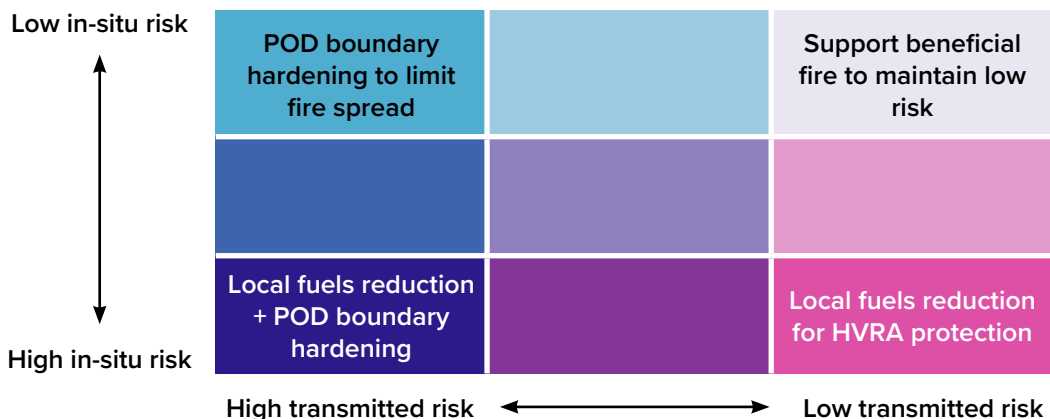 Low in-situ risk
POD boundary
hardening to limit
fire spread
Support beneficial
fire to maintain low
risk
Local fuels reduction
+ POD boundary
hardening
Local fuels reduction
for HVRA protection
High in-situ risk
High transmitted risk
Low transmitted risk